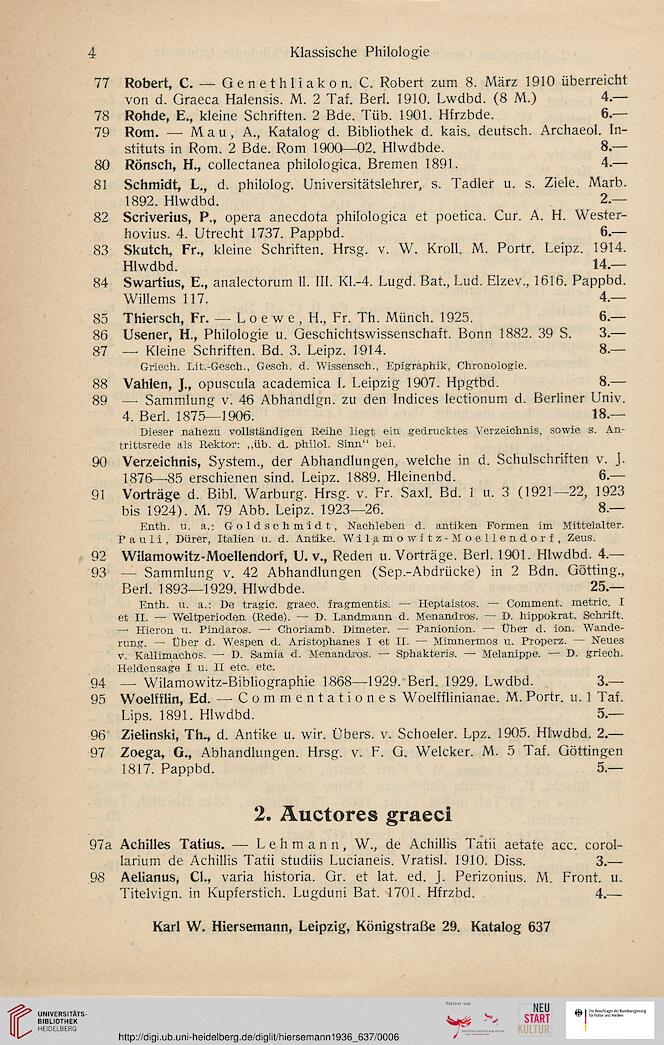 4 Klassische Philologie
77 Robert, C. — Genethliakon. C. Robert zum 8. März 1910 überreicht
von d. Graeca Halensis. M. 2 Taf. Berl. 1910. Lwdbd. (8 M.) 4.—
78 Rohde, E., kleine Schriften. 2 Bde. Tüb. 1901. Hfrzbde. 6.—
79 Rom. — Mau, A., Katalog d. Bibliothek d. kais. deutsch. Archaeol. In-
stituts in Rom. 2 Bde. Rom 1900—02. Hlwdbde. 8.—
80 Rönsch, H., collectanea philologica. Bremen 1891. 4.—
81 Schmidt, L., d. philolog. Universitätslehrer, s. Tadler u. s. Ziele. Marb.
1892. Hlwdbd. 2.—
82 Scriverius, P., opera anecdota philologica et poetica. Cur. A. H. Wester-
hovius. 4. Utrecht 1737. Pappbd. 6.—
83 Skutch, Fr., kleine Schriften. Hrsg. v. W. Kroll. M. Portr. Leipz. 1914.
Hlwdbd. 14.—
84 Swartius, E., analectorum ll. III. Kl.-4. Lugd. Bat., Lud. Elzev., 1616. Pappbd.
Willems 117. 4.—
85 Thiersch, Fr. — Loewe, H., Fr. Th. Münch. 1925. 6.—
86 Usener, H., Philologie u. Geschichtswissenschaft. Bonn 1882. 39 S. 3.—
87 — Kleine Schriften. Bd. 3. Leipz. 1914. 8.—
Griech. Lit.-Gesch., Gesch. d. Wissensch., Epigraphik, Chronologie.
88 Vahlen, J., opuscula academica I. Leipzig 1907. Hpgtbd. 8.—
89 — Sammlung v. 46 Abhandlgn. zu den Indices lectionum d. Berliner Univ.
4. Berl. 1875—1906. 18.—
Dieser nahezu vollständigen Reihe liegt ein gedrucktes Verzeichnis, sowie s. An-
trittsrede als Rektor: ,,üb. d. philol. Sinn“ bei.
90 Verzeichnis, System., der Abhandlungen, welche in d. Schulschriften v. J.
1876—85 erschienen sind. Leipz. 1889. Hleinenbd. 6.—
91 Vorträge d. Bibl. Warburg. Hrsg. v. Fr. Saxl. Bd. 1 u. 3 (1921—22, 1923
bis 1924). M. 79 Abb. Leipz. 1923—26. 8.—
Enth. u. a.: Goldschmidt, Nachleben d. antiken Formen im Mittelalter.
Pauli, Dürer, Italien u. d. Antike. Wilamowitz-Moellendorf, Zeus.
92 Wilamowitz-Moellendorf, U. v., Reden u. Vorträge. Berl. 1901. Hlwdbd. 4.—
93 — Sammlung v. 42 Abhandlungen (Sep.-Abdrücke) in 2 Bdn. Götting.,
Berl. 1893—1929. Hlwdbde. 25.—
Enth. u. a.: De tragic. graec. fragmentis. — Heptaistos. — Comment. metric. I
et II. — Weltperioden (Rede). — D. Landmann d. Menandros. — D. hippokrat. Schrift.
— Hieron u. Pindaros. — Choriamb. Dimeter. — Panionion. — Über d. ion. Wande-
rung. — Über d. Wespen d. Aristophanes I et II. — Mimnermos u. Properz. — Neues
v. Kallimachos. — D. Samia d. Menandros. — Sphakteris. — Melanippe. — D. griech.
Heldensage I u. II etc. etc.
94 — Wilamowitz-Bibliographie 1868—1929. Berl. 1929. Lwdbd. 3.—
95 Woelfflin, Ed. — Commentationes Woelfflinianae. M. Portr. u. 1 Taf.
Lips. 1891. Hlwdbd. 5.—
96 Zielinski, Th., d. Antike u. wir. Übers. v. Schoeler. Lpz. 1905. Hlwdbd. 2.—
97 Zoega, G., Abhandlungen. Hrsg. v. F. G. Welcker. M. 5 Taf. Göttingen
1817. Pappbd. 5.—
2. Auctores graeci
97a Achilles Tatius. — Lehmann, W., de Achillis Tatii aetate acc. corol-
larium de Achillis Tatii studiis Lucianeis. Vratisl. 1910. Diss. 3.—
98 Aelianus, Cl., varia historia. Gr. et lat. ed. J. Perizonius. M. Front. u.
Titelvign. in Kupferstich. Lugduni Bat. 1701. Hfrzbd. 4.—
Karl W. Hiersemann, Leipzig, Königstraße 29. Katalog 637
UNIVERSITÄTS-
BIBLIOTHEK
HEIDELBERG
http://digi.ub.uni-heidelberg.de/diglit/hiersemann1936_637/0006
NEU
START
KULTUR